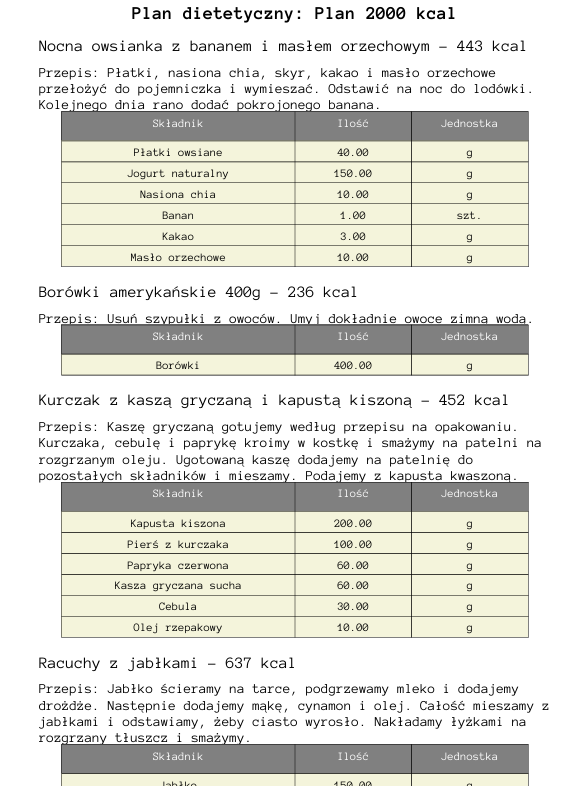 Plan dietetyczny: Plan 2000 kcal
Nocna owsianka z bananem i masłem orzechowym – 443 kcal
Przepis: Płatki, nasiona chia, skyr, kakao i masło orzechowe
przełożyć do pojemniczka i wymieszać. Odstawić na noc do lodówki.
Kolejnego dnia rano dodać pokrojonego banana.
Składnik Ilość Jednostka
Płatki owsiane 40.00 g
Jogurt naturalny 150.00 g
Nasiona chia 10.00 g
Banan 1.00 szt.
Kakao 3.00 g
Masło orzechowe 10.00 g
Borówki amerykańskie 400g – 236 kcal
Przepis: Usuń szypułki z owoców. Umyj dokładnie owoce zimną wodą.
Składnik Ilość Jednostka
Borówki 400.00 g
Kurczak z kaszą gryczaną i kapustą kiszoną – 452 kcal
Przepis: Kaszę gryczaną gotujemy według przepisu na opakowaniu.
Kurczaka, cebulę i paprykę kroimy w kostkę i smażymy na patelni na
rozgrzanym oleju. Ugotowaną kaszę dodajemy na patelnię do
pozostałych składników i mieszamy. Podajemy z kapusta kwaszoną.
Składnik Ilość Jednostka
Kapusta kiszona 200.00 g
Pierś z kurczaka 100.00 g
Papryka czerwona 60.00 g
Kasza gryczana sucha 60.00 g
Cebula 30.00 g
Olej rzepakowy 10.00 g
Racuchy z jabłkami – 637 kcal
Przepis: Jabłko ścieramy na tarce, podgrzewamy mleko i dodajemy
drożdże. Następnie dodajemy mąkę, cynamon i olej. Całość mieszamy z
jabłkami i odstawiamy, żeby ciasto wyrosło. Nakładamy łyżkami na
rozgrzany tłuszcz i smażymy.
Składnik Ilość Jednostka
Jabłko 150.00 g